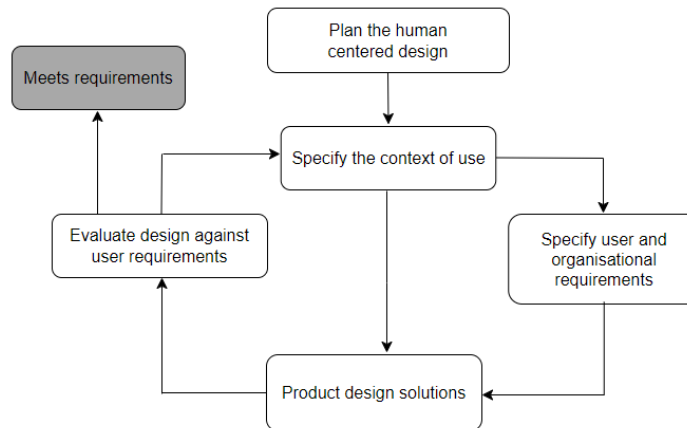 Plan the human
centered design
Meets requirements
Specify the context of use
Evaluate design against
user requirements
Specify user and
organisational
requirements
Product design solutions